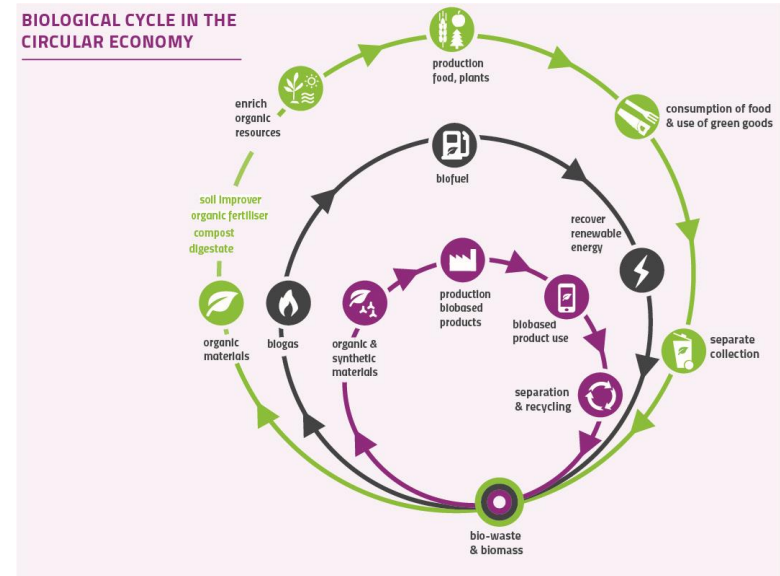 BIOLOGICAL CYCLE IN THE
CIRCULAR ECONOMY
production
food, plants
enrich
organic
resources
consumption of food
& use of green goods
biofuel
soil improver
organic fertiliser
compost
digestate
recover
renewable
energy
organic
materials
biogas
organic &
synthetic
materials
production
biobased
products
biobased
product use
separate
collection
separation
& recycling
bio-waste
& biomass